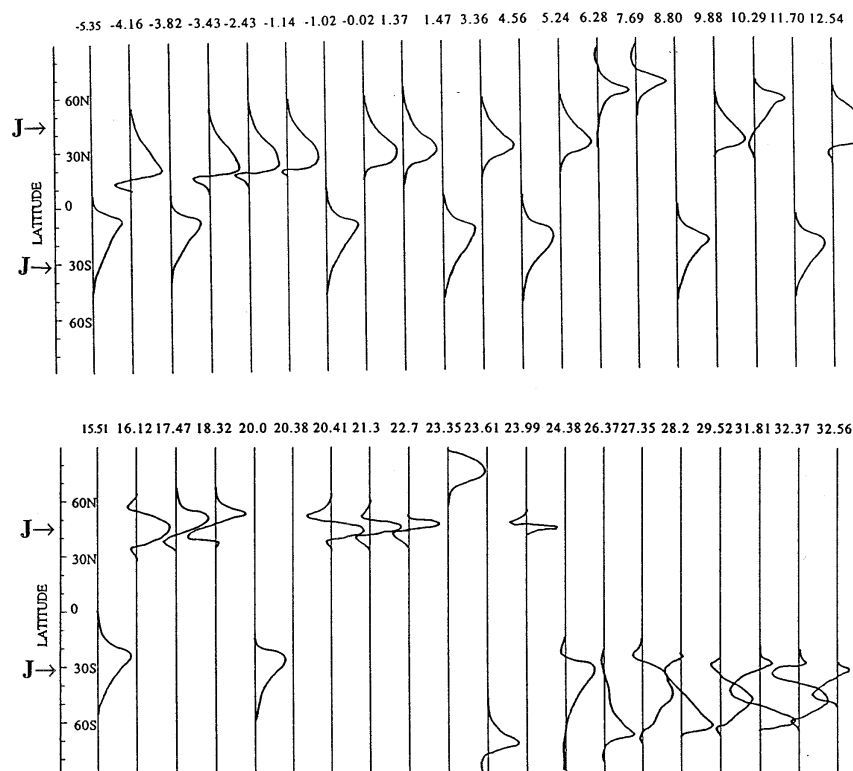 -5.35 -4.16 -3.82 -3.43 -2.43 -1.14 -1.02 -0.02 1.37 1.47 3.36 4.56 5.24 6.28 7.69 8.80 9.88 10.29 11.70 12.54
60N
J→
30N
0
LATITUDE
J→
30S
60S
15.51 16.12 17.47 18.32 20.0 20.38 20.41 21.3 22.7 23.35 23.61 23.99 24.38 26.37 27.35 28.2 29.52 31.81 32.37 32.56
60N
J→
30N
0
LATITUDE
J→
30S
60S